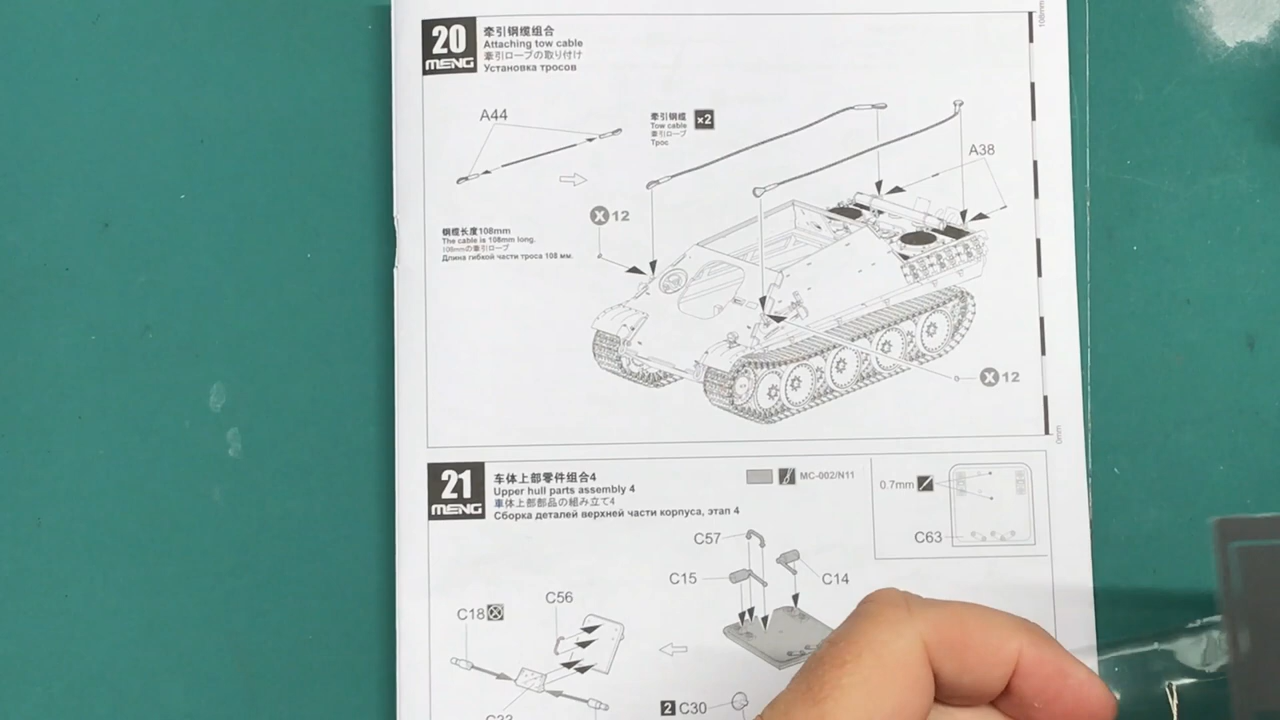 20
MENG
牵引钢缆组合
Attaching tow cable
牽引ロープの取り付け
Установка тросов
108mm
A44
牵引钢缆
Tow cable
牽引ロープ
Трос
×2
A38
X 12
钢缆长度108mm
The cable is 108mm long.
108mmの牽引ロープ
Длина гибкой части троса 108 мм.
X 12
0mm
21
MENG
车体上部零件组合4
Upper hull parts assembly 4
車体上部部品の組み立て4
Сборка деталей верхней части корпуса, этап 4
MC-002/N11
0.7mm
C63
C57
C15
C14
C56
C18
2 C30